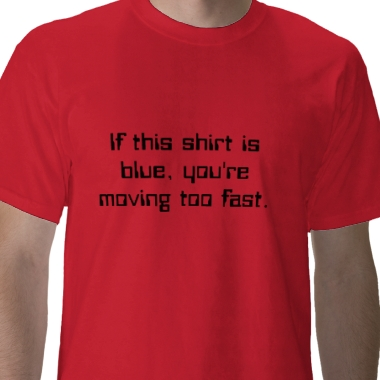 If this shirt is
blue, you're
moving too fast.